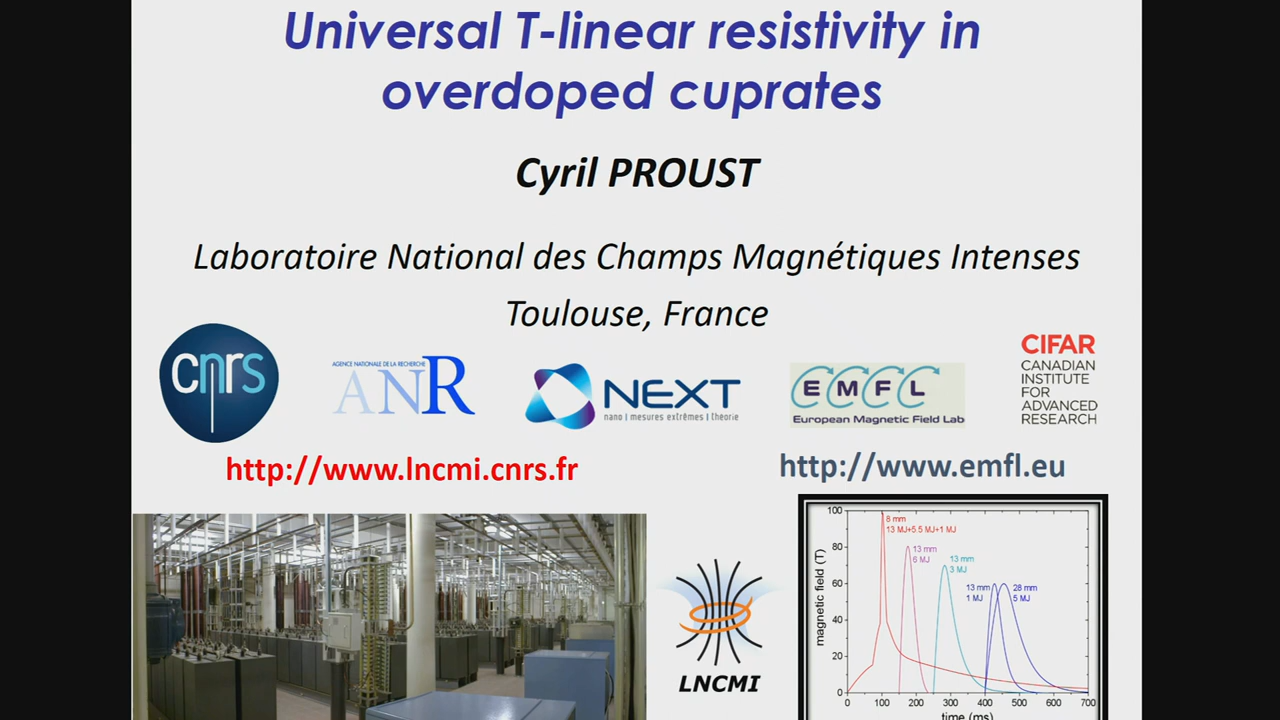 Universal T-linear resistivity in
overdoped cuprates
Cyril PROUST
Laboratoire National des Champs Magnétiques Intenses
Toulouse, France
cnrs
AGENCE NATIONALE DE LA RECHERCHE
ANR
NEXT
nano | mesures extrêmes | théorie
EMFL
European Magnetic Field Lab
CIFAR
CANADIAN
INSTITUTE
FOR
ADVANCED
RESEARCH
http://www.lncmi.cnrs.fr
http://www.emfl.eu
LNCMI
magnetic field (T)
100
80
60
40
20
0
8 mm
13 MJ+5.5 MJ+1 MJ
13 mm
6 MJ
13 mm
3 MJ
13 mm
1 MJ
28 mm
5 MJ
0 100 200 300 400 500 600 700
time (ms)